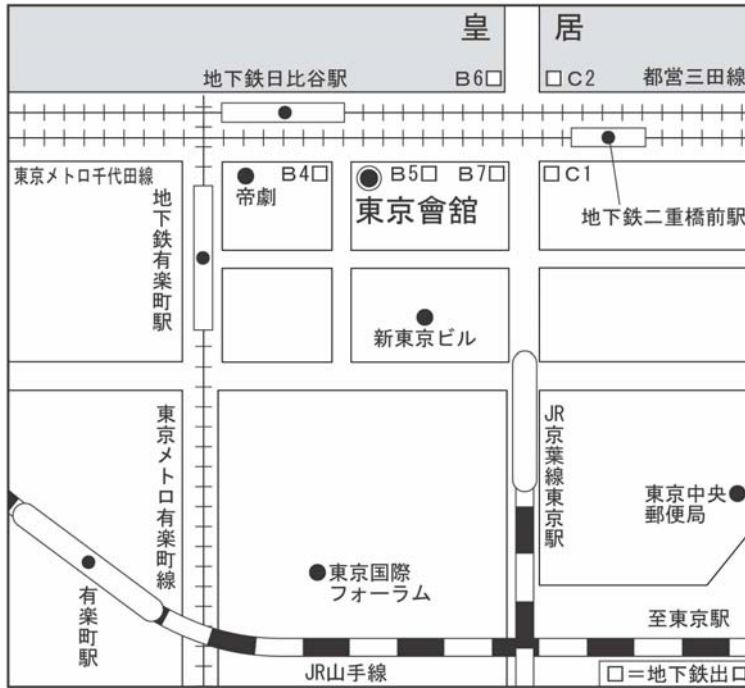 皇居
地下鉄日比谷駅
B6
C2
都営三田線
東京メトロ千代田線
帝劇
B4
B5
B7
C1
東京會舘
地下鉄二重橋前駅
地下鉄有楽町駅
新東京ビル
東京メトロ有楽町線
JR京葉線東京駅
東京中央
郵便局
東京国際
フォーラム
有楽町駅
至東京駅
JR山手線
□=地下鉄出口